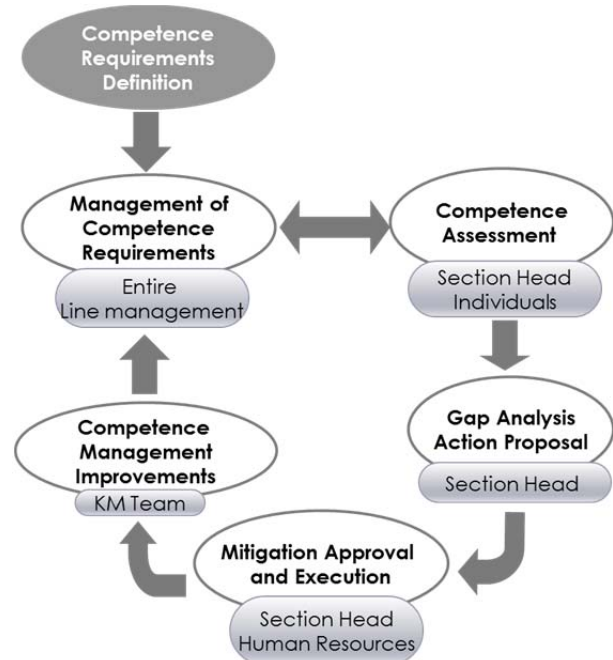 Competence
Requirements
Definition
Management of
Competence
Requirements
Entire
Line management
Competence
Assessment
Section Head
Individuals
Gap Analysis
Action Proposal
Section Head
Mitigation Approval
and Execution
Section Head
Human Resources
Competence
Management
Improvements
KM Team